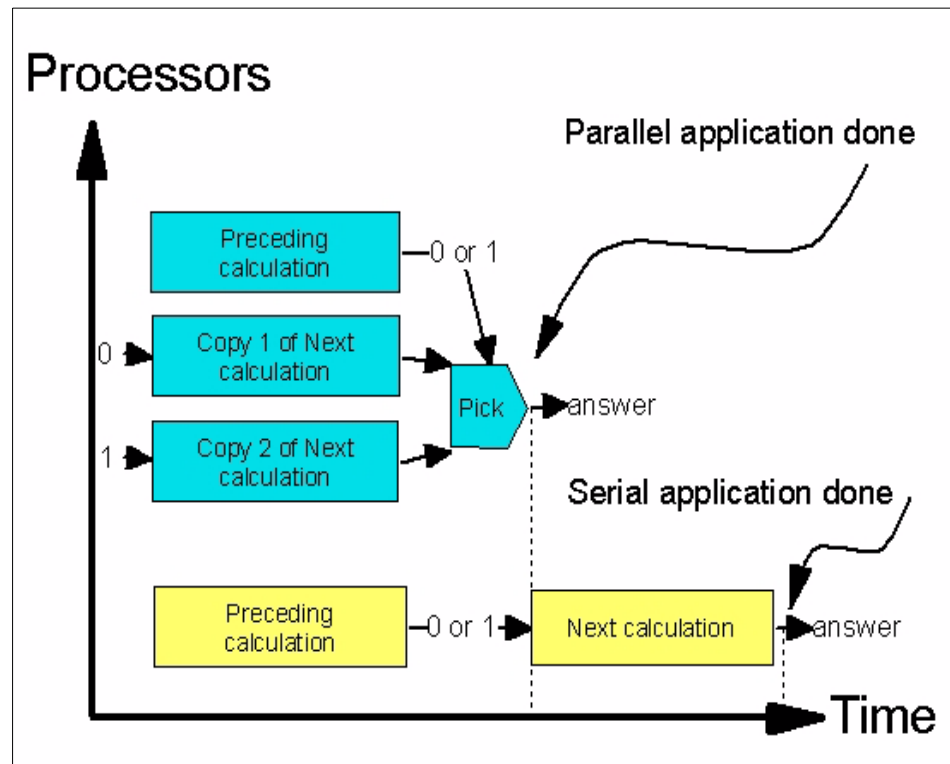 Processors
Parallel application done
Preceding
calculation
0 or 1
0
Copy 1 of Next
calculation
Pick
answer
1
Copy 2 of Next
calculation
Serial application done
Preceding
calculation
0 or 1
Next calculation
answer
Time